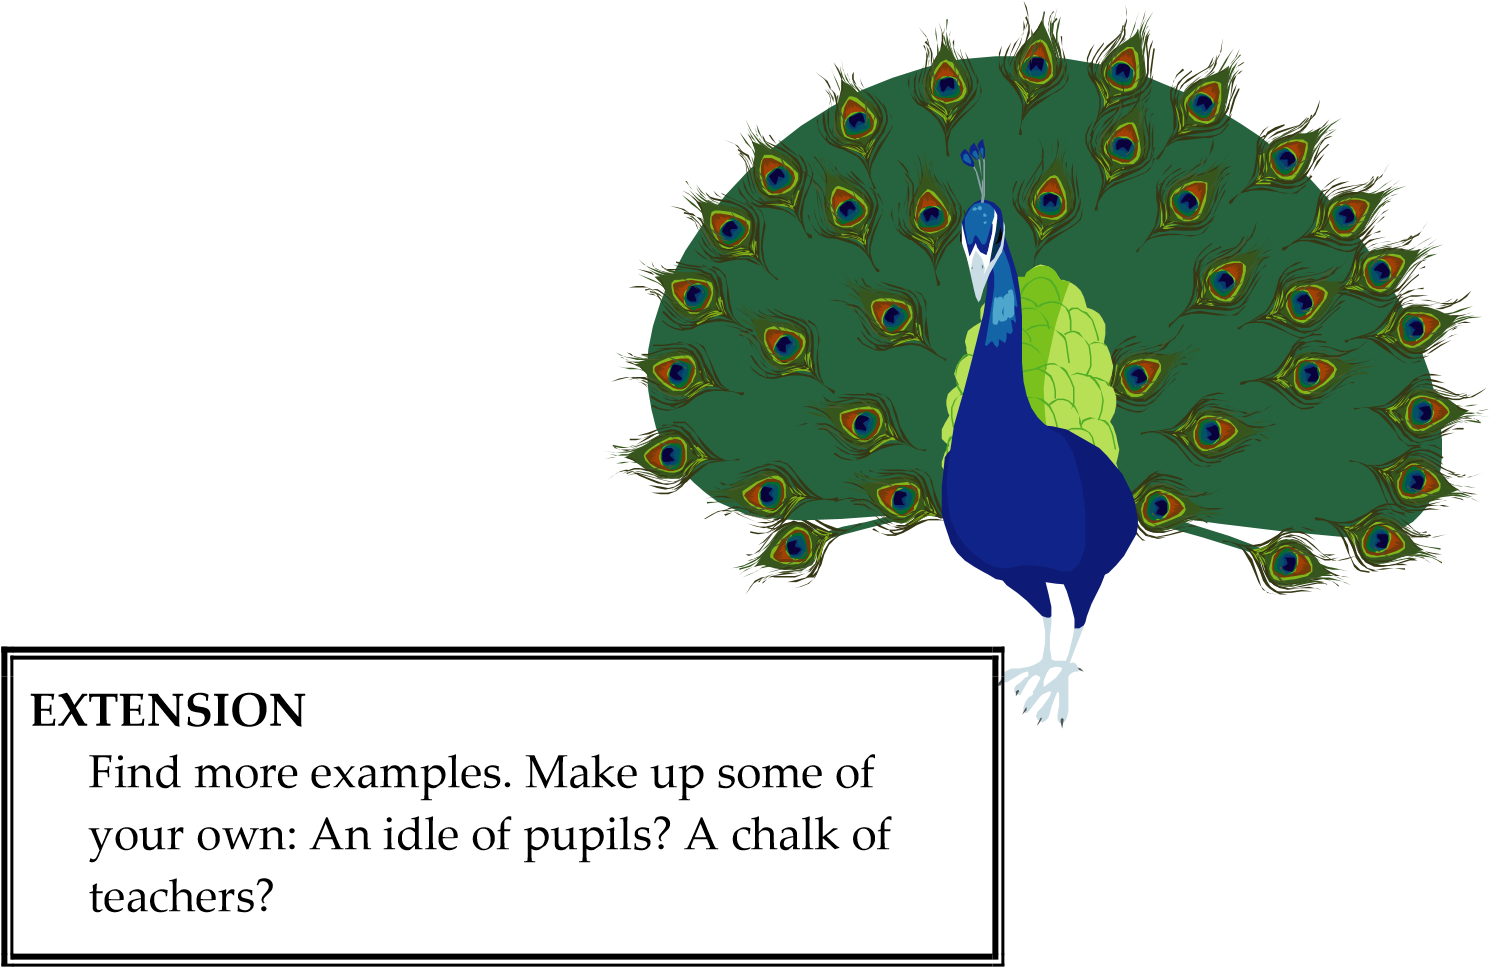 EXTENSION
Find more examples. Make up some of
your own: An idle of pupils? A chalk of
teachers?